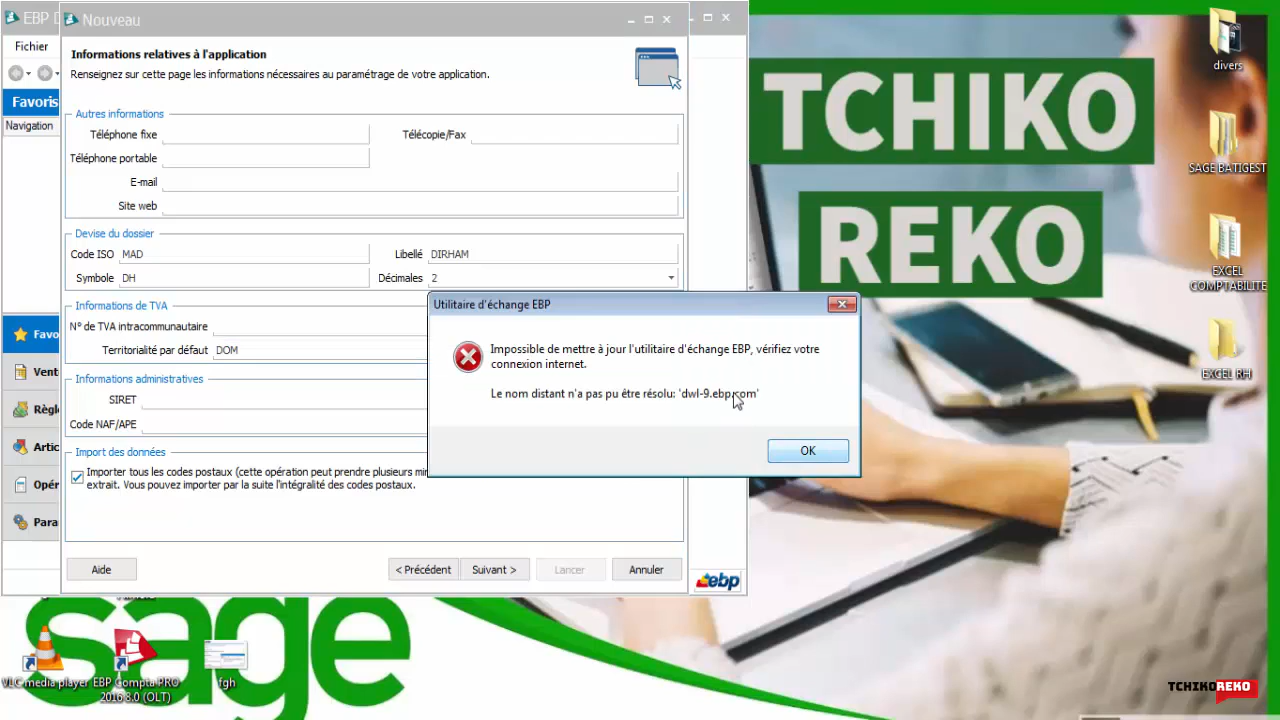 EBP D
Nouveau
Fichier
Informations relatives à l'application
Renseignez sur cette page les informations nécessaires au paramétrage de votre application.
Favoris
Navigation
Autres informations
Téléphone fixe
Télécopie/Fax
Téléphone portable
E-mail
Site web
Devise du dossier
Code ISO MAD
Libellé DIRHAM
Symbole DH
Décimales 2
Informations de TVA
N° de TVA intracommunautaire
Territorialité par défaut DOM
Informations administratives
SIRET
Code NAF/APE
Import des données
Importer tous les codes postaux (cette opération peut prendre plusieurs
extrait. Vous pouvez importer par la suite l'intégralité des codes postaux.
Favo
Vent
Règl
Artic
Opér
Para
Aide
< Précédent
Suivant >
Lancer
Annuler
ebp
Utilitaire d'échange EBP
Impossible de mettre à jour l'utilitaire d'échange EBP, vérifiez votre
connexion internet.
Le nom distant n'a pas pu être résolu: 'dwl-9.ebp.com'
OK
TCHIKO
REKO
divers
SAGE BATIGEST
EXCEL
COMPTABILITE
EXCEL RH
sage
VLC media player
EBP Compta PRO
2016 8.0 (OLT)
fgh
TCHIKOREKO